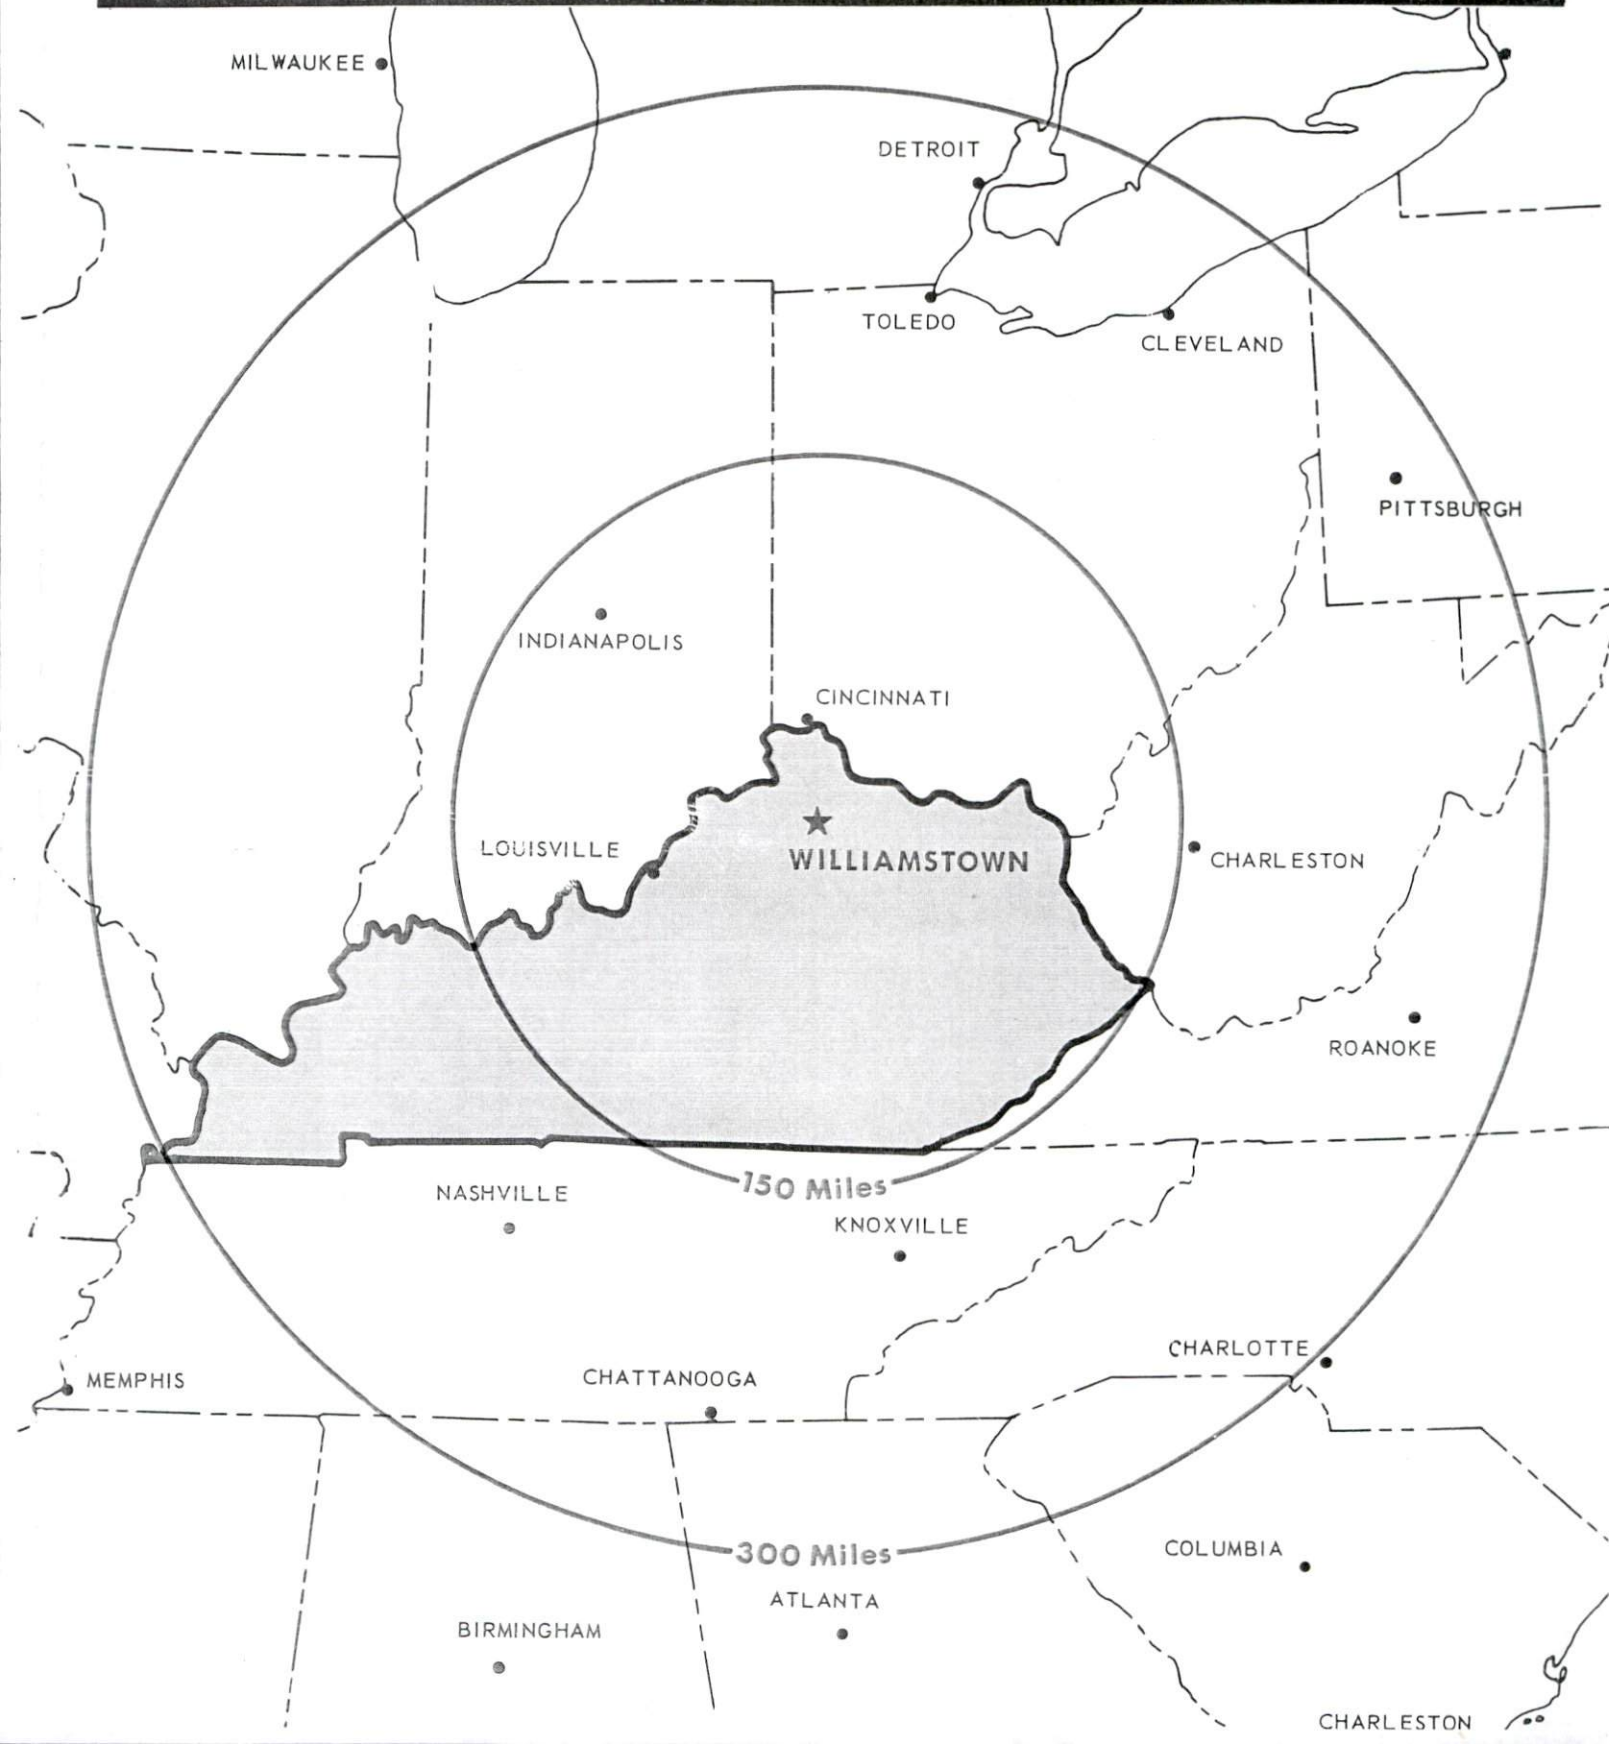 MILWAUKEE
DETROIT
TOLEDO
CLEVELAND
PITTSBURGH
INDIANAPOLIS
CINCINNATI
LOUISVILLE
WILLIAMSTOWN
CHARLESTON
ROANOKE
150 Miles
NASHVILLE
KNOXVILLE
CHARLOTTE
MEMPHIS
CHATTANOOGA
300 Miles
COLUMBIA
ATLANTA
BIRMINGHAM
CHARLESTON